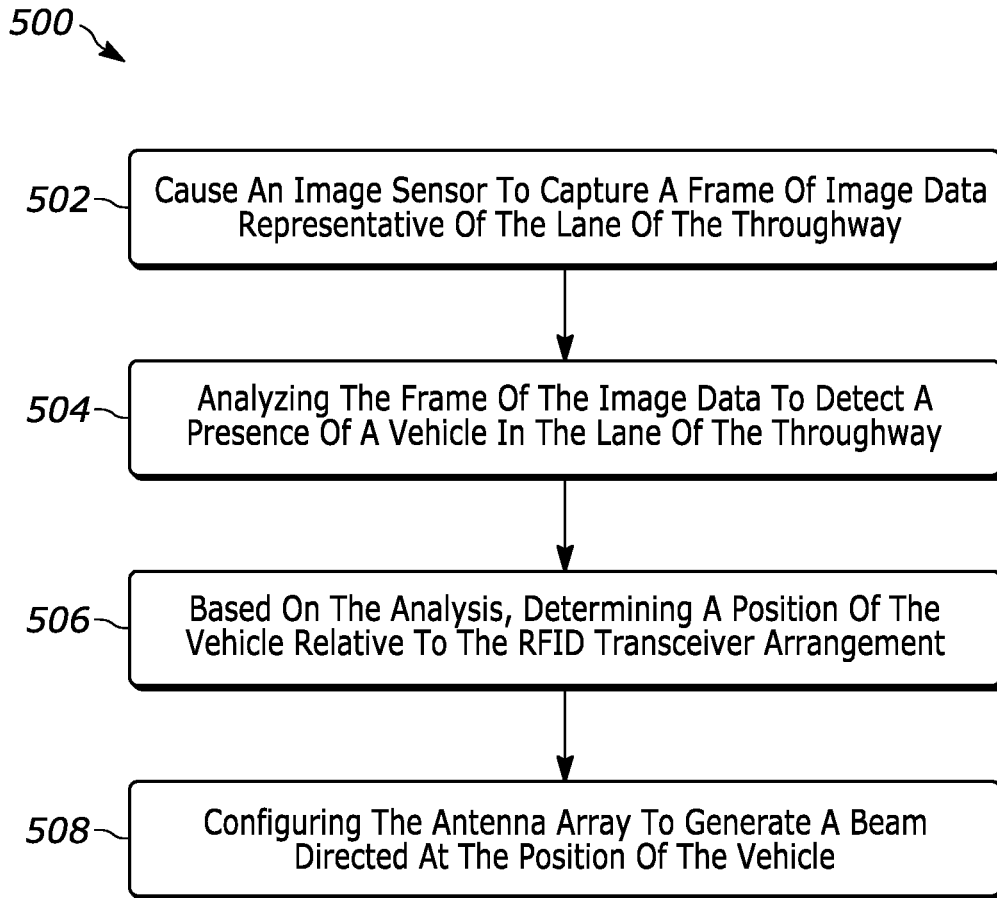 500
502
Cause An Image Sensor To Capture A Frame Of Image Data
Representative Of The Lane Of The Throughway
504
Analyzing The Frame Of The Image Data To Detect A
Presence Of A Vehicle In The Lane Of The Throughway
506
Based On The Analysis, Determining A Position Of The
Vehicle Relative To The RFID Transceiver Arrangement
508
Configuring The Antenna Array To Generate A Beam
Directed At The Position Of The Vehicle